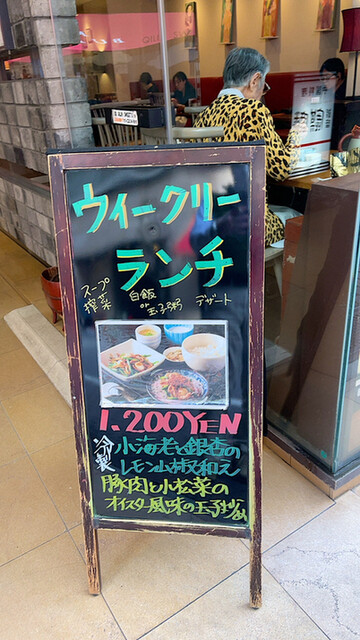 ウィークリー
ランチ
スープ
搾菜
白飯
or
玉子粥
デザート
1,200YEN
冷製 小海老と銀杏の
レモン山椒和え
豚肉と小松菜の
オイスター風味の玉子炒め